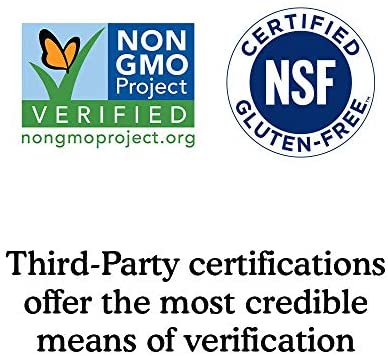 NON
GMO
Project
VERIFIED
nongmoproject.org
CERTIFIED
NSF
GLUTEN-FREE™
Third-Party certifications
offer the most credible
means of verification